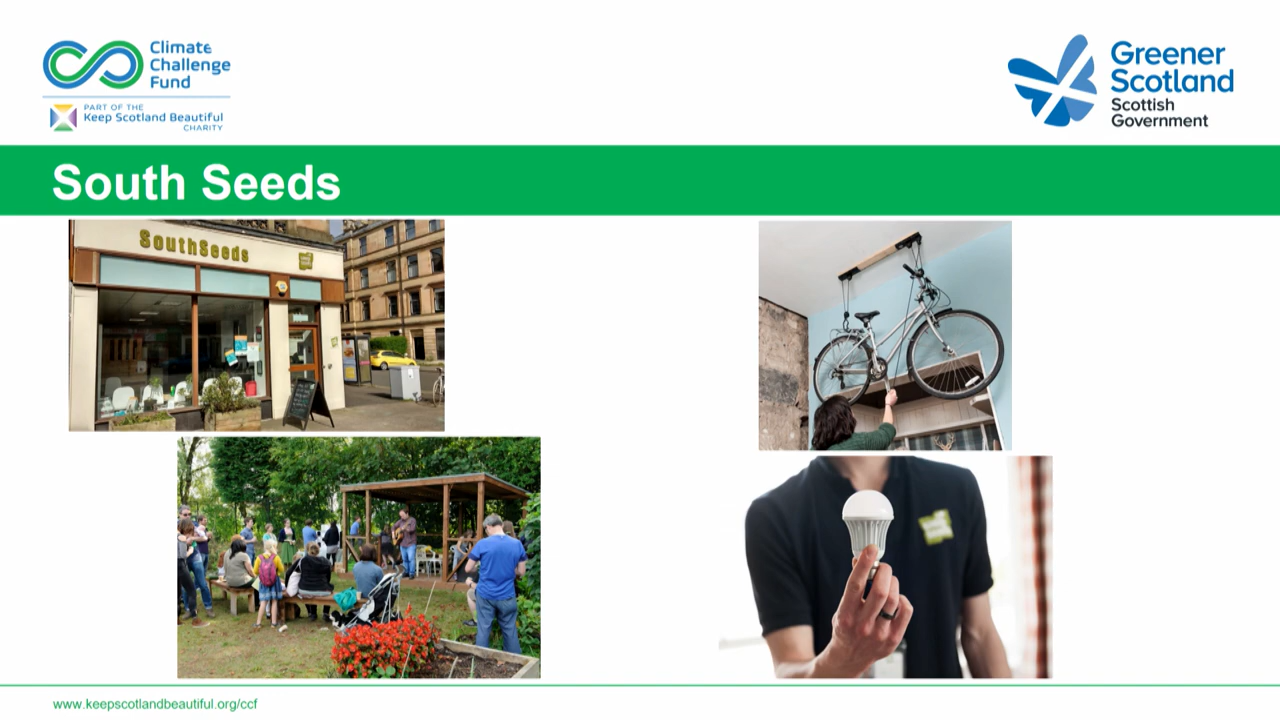 Climate
Challenge
Fund
PART OF THE
Keep Scotland Beautiful
CHARITY
Greener
Scotland
Scottish
Government
South Seeds
SouthSeeds
www.keepscotlandbeautiful.org/ccf